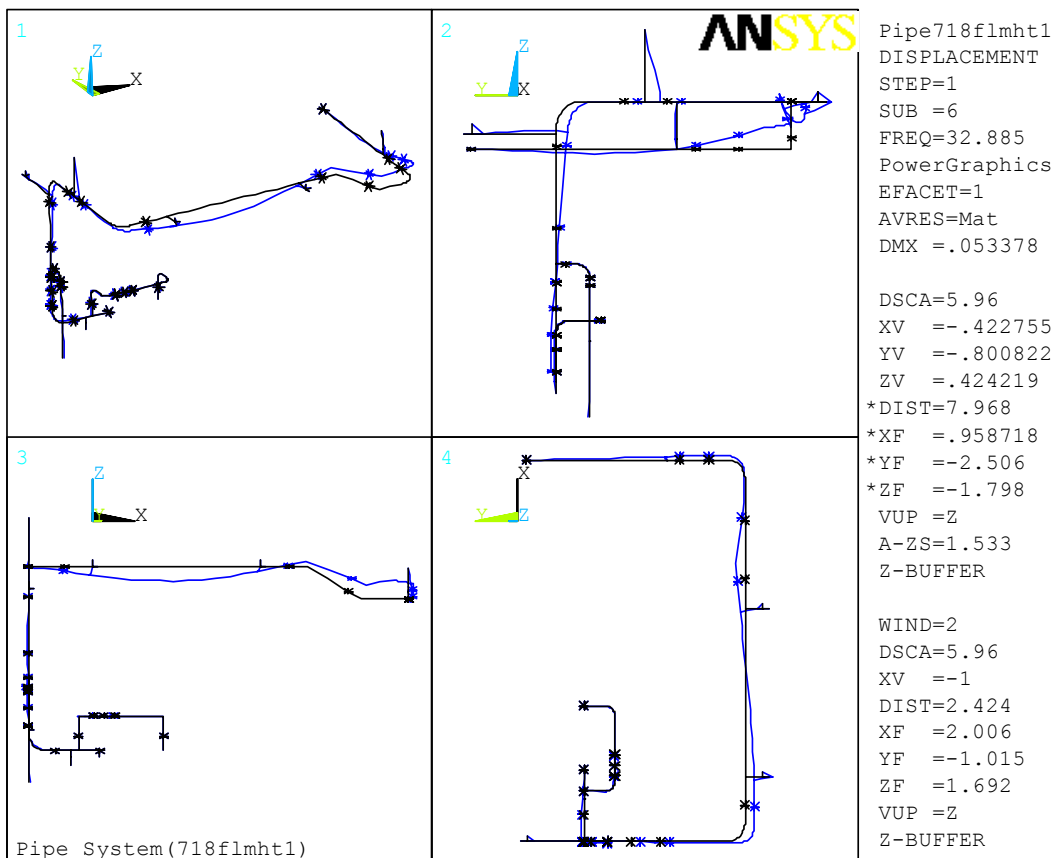 1
Z
Y
X
2
Z
Y
X
ANSYS
3
Z
Y
X
Pipe System(718flmht1)
4
X
Y
Z
Pipe718flmht1
DISPLACEMENT
STEP=1
SUB =6
FREQ=32.885
PowerGraphics
EFACET=1
AVRES=Mat
DMX =.053378
DSCA=5.96
XV =-.422755
YV =-.800822
ZV =.424219
*DIST=7.968
*XF =.958718
*YF =-2.506
*ZF =-1.798
VUP =Z
A-ZS=1.533
Z-BUFFER
WIND=2
DSCA=5.96
XV =-1
DIST=2.424
XF =2.006
YF =-1.015
ZF =1.692
VUP =Z
Z-BUFFER